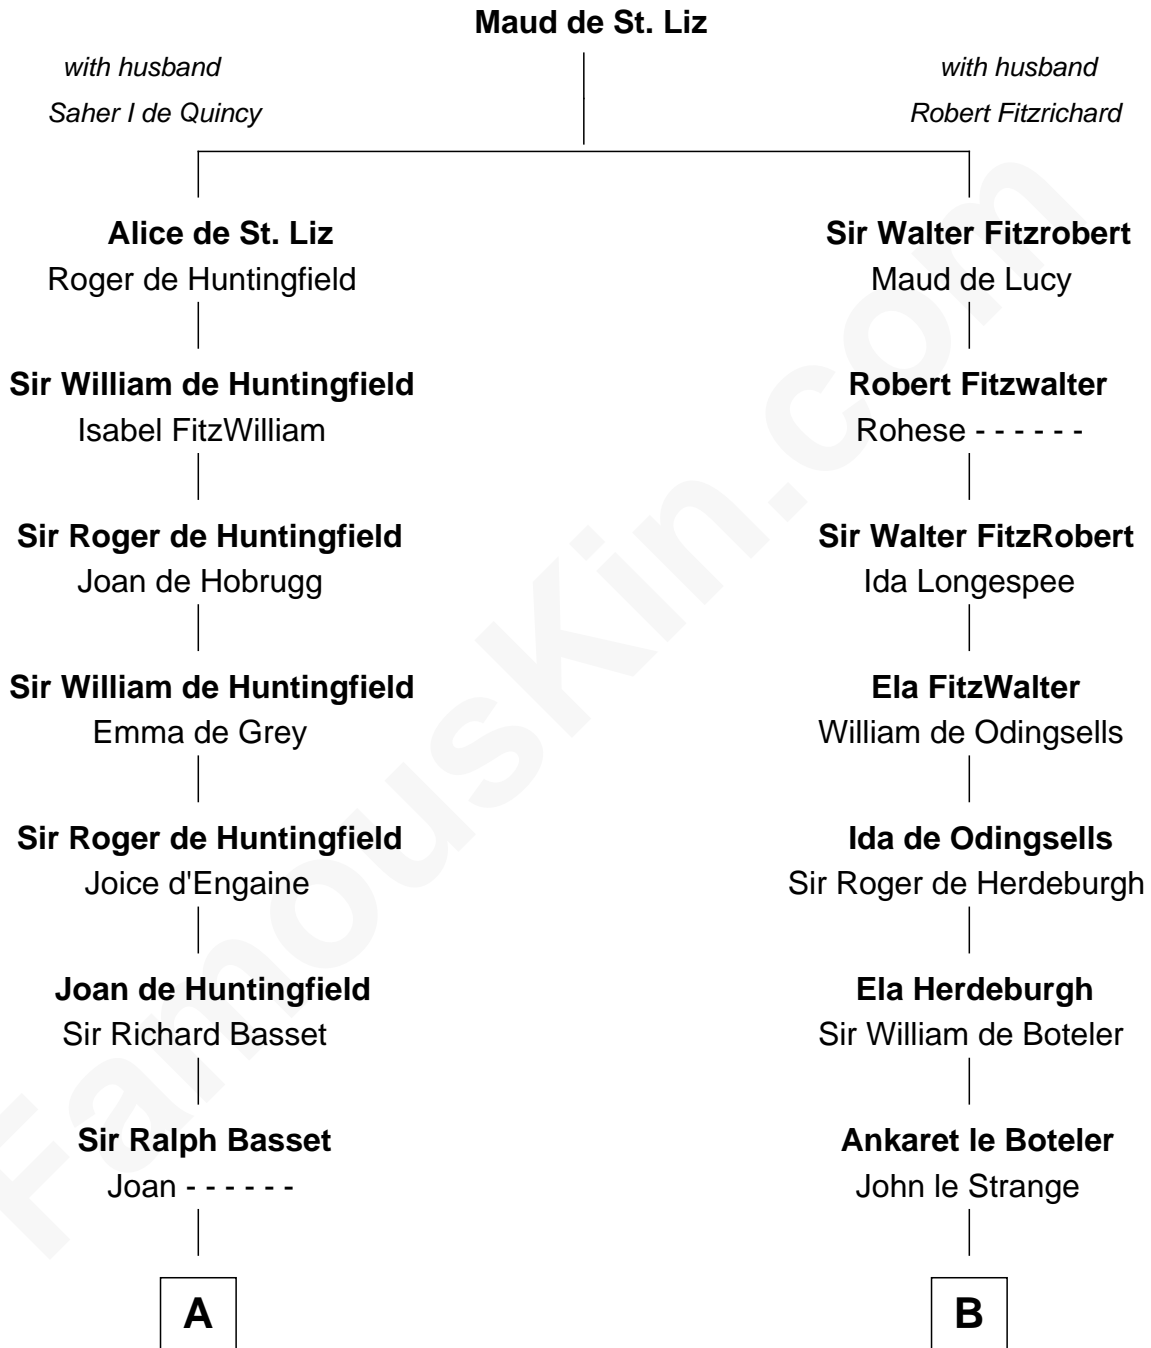 Maud de St. Liz
with husband
Saher I de Quincy
with husband
Robert Fitzrichard
Alice de St. Liz
Roger de Huntingfield
Sir Walter Fitzrobert
Maud de Lucy
Sir William de Huntingfield
Isabel FitzWilliam
Robert Fitzwalter
Rohese - - - - - -
Sir Roger de Huntingfield
Joan de Hobrugg
Sir Walter FitzRobert
Ida Longespee
Sir William de Huntingfield
Emma de Grey
Ela FitzWalter
William de Odingsells
Sir Roger de Huntingfield
Joice d'Engaine
Ida de Odingsells
Sir Roger de Herdeburgh
Joan de Huntingfield
Sir Richard Basset
Ela Herdeburgh
Sir William de Boteler
Sir Ralph Basset
Joan - - - - - -
Ankaret le Boteler
John le Strange
A
B
FamousKin.com